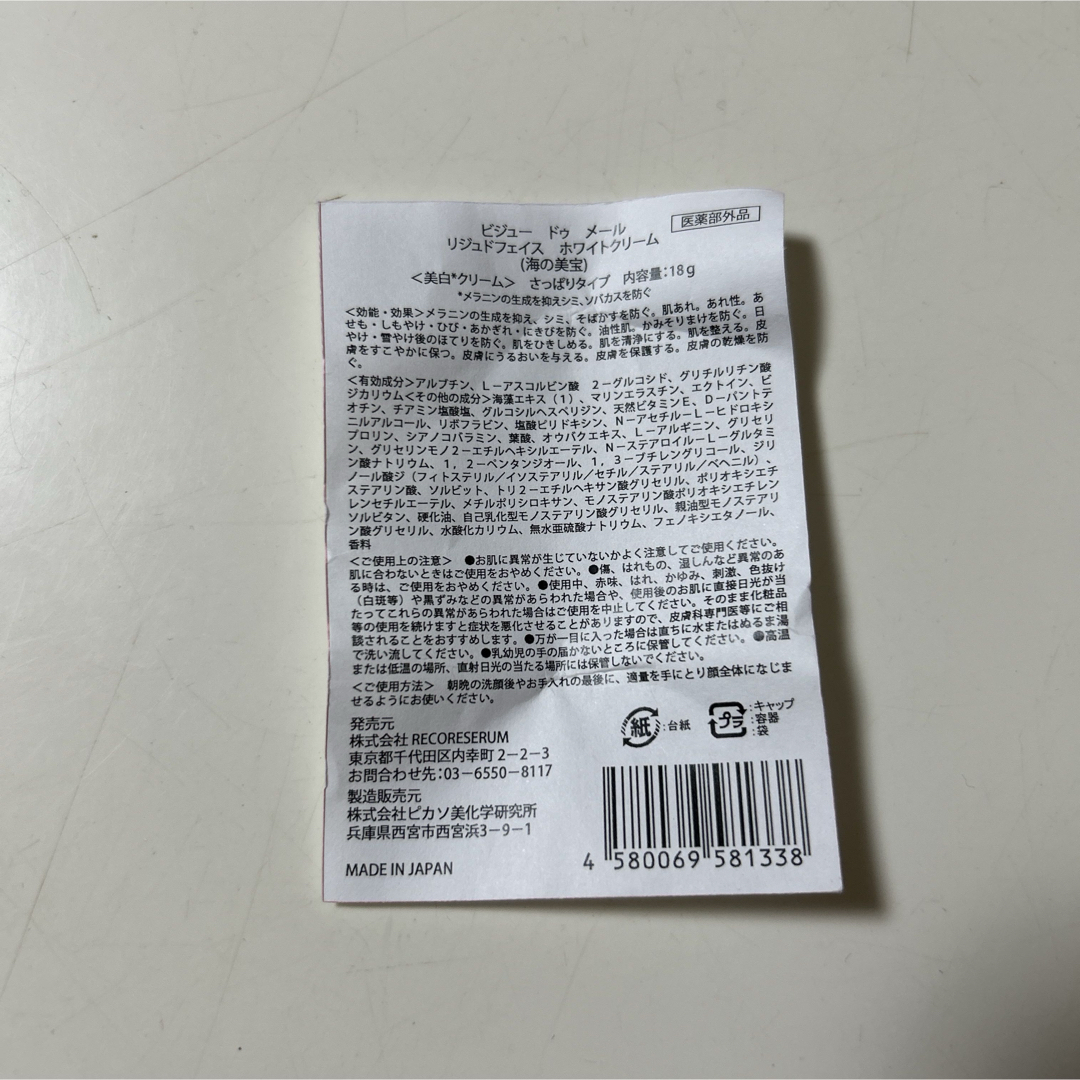 医薬部外品
ビジュー ドゥ メール
リジュドフェイス ホワイトクリーム
(海の美宝)
＜美白*クリーム＞ さっぱりタイプ 内容量：18g
*メラニンの生成を抑えシミ、ソバカスを防ぐ
＜効能・効果＞メラニンの生成を抑え、シミ、そばかすを防ぐ。肌あれ。あれ性。あ
せも・しもやけ・ひび・あかぎれ・にきびを防ぐ。油性肌。かみそりまけを防ぐ。日
やけ・雪やけ後のほてりを防ぐ。肌をひきしめる。肌を清浄にする。肌を整える。皮
膚をすこやかに保つ。皮膚にうるおいを与える。皮膚を保護する。皮膚の乾燥を防
ぐ。
＜有効成分＞アルブチン、L－アスコルビン酸 2－グルコシド、グリチルリチン酸
ジカリウム＜その他の成分＞海藻エキス（1）、マリンエラスチン、エクトイン、ビ
オチン、チアミン塩酸塩、グルコシルヘスペリジン、天然ビタミンE、D－パントテ
ニルアルコール、リボフラビン、塩酸ピリドキシン、N－アセチル－L－ヒドロキシ
プロリン、シアノコバラミン、葉酸、オウバクエキス、L－アルギニン、グリセリ
ン、グリセリンモノ2－エチルヘキシルエーテル、N－ステアロイル－L－グルタミ
ン酸ナトリウム、1，2－ペンタンジオール、1，3－ブチレングリコール、ジリ
ノール酸ジ（フィトステリル／イソステアリル／セチル／ステアリル／ベヘニル）、
ステアリン酸、ソルビット、トリ2－エチルヘキサン酸グリセリル、ポリオキシエチ
レンセチルエーテル、メチルポリシロキサン、モノステアリン酸ポリオキシエチレン
ソルビタン、硬化油、自己乳化型モノステアリン酸グリセリル、親油型モノステアリ
ン酸グリセリル、水酸化カリウム、無水亜硫酸ナトリウム、フェノキシエタノール、
香料
＜ご使用上の注意＞ ●お肌に異常が生じていないかよく注意してご使用ください。
肌に合わないときはご使用をおやめください。●傷、はれもの、湿しんなど異常のあ
る時は、ご使用をおやめください。●使用中、赤味、はれ、かゆみ、刺激、色抜け
（白斑等）や黒ずみなどの異常があらわれた場合や、使用後のお肌に直接日光が当
たってこれらの異常があらわれた場合はご使用を中止してください。そのまま化粧品
等の使用を続けますと症状を悪化させることがありますので、皮膚科専門医等にご相
談されることをおすすめします。●万が一目に入った場合は直ちに水またはぬるま湯
で洗い流してください。●乳幼児の手の届かないところに保管してください。●高温
または低温の場所、直射日光の当たる場所には保管しないでください。
＜ご使用方法＞ 朝晩の洗顔後やお手入れの最後に、適量を手にとり顔全体になじま
せるようにお使いください。
発売元
株式会社 RECORESERUM
東京都千代田区内幸町2－2－3
お問合わせ先：03－6550－8117
製造販売元
株式会社ピカソ美化学研究所
兵庫県西宮市西宮浜3－9－1
MADE IN JAPAN
紙 ：台紙
プラ ：キャップ
：容器
：袋
4 580069 581338